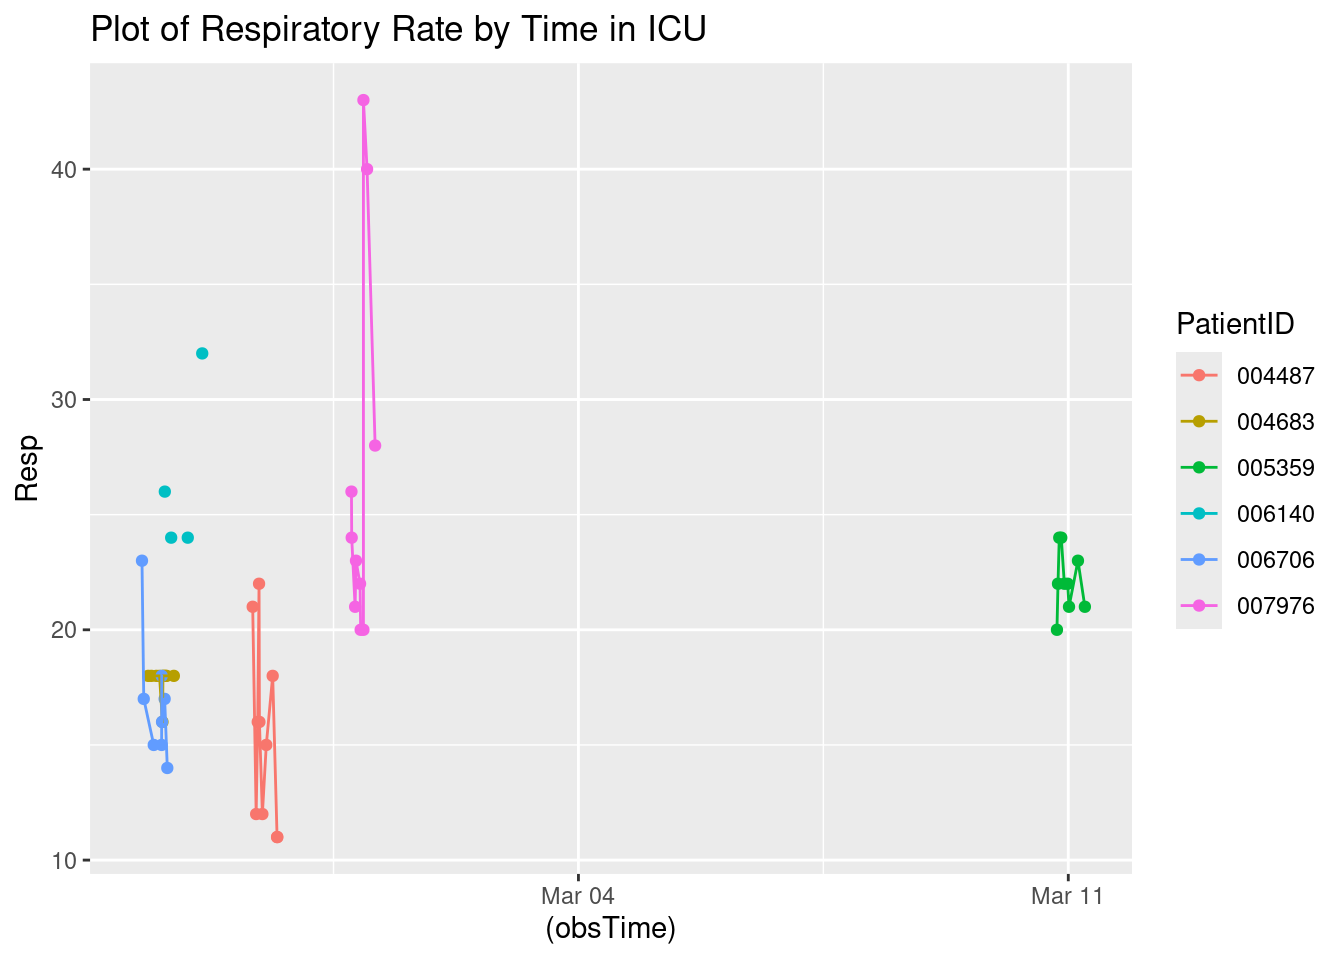 Plot of Respiratory Rate by Time in ICU
40
30
20
10
Resp
Mar 04
Mar 11
(obsTime)
PatientID
004487
004683
005359
006140
006706
007976